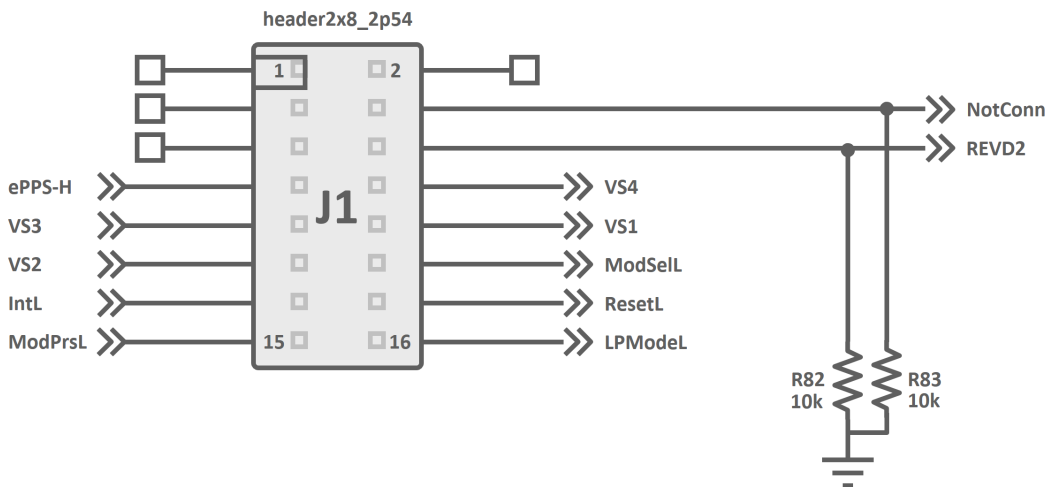 header2x8_2p54
1 2
NotConn
REVD2
ePPS-H VS4
J1
VS3 VS1
VS2 ModSelL
IntL ResetL
ModPrsL 15 16 LPModeL
R82 R83
10k 10k